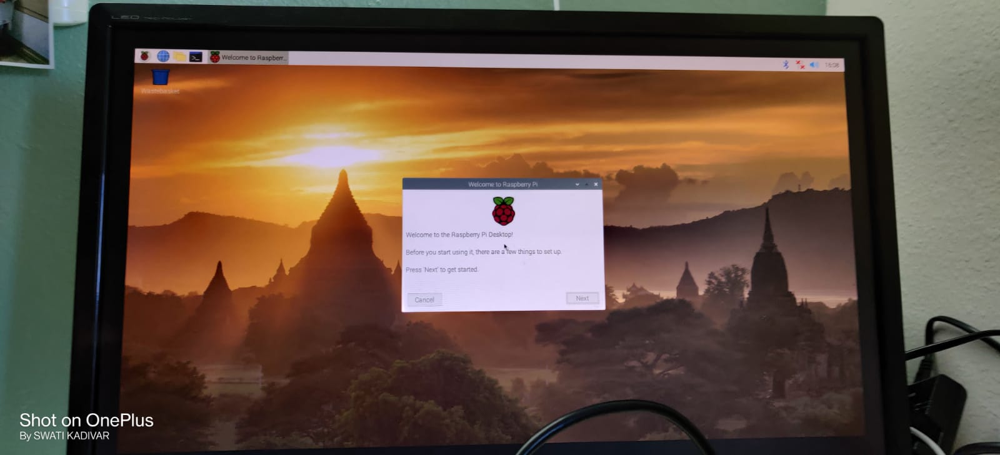 LED TECHNOLOGY
Welcome to Raspberr...
16:08
Wastebasket
Welcome to Raspberry Pi
Welcome to the Raspberry Pi Desktop!
Before you start using it, there are a few things to set up.
Press 'Next' to get started.
Cancel
Next
Shot on OnePlus
By SWATI KADIVAR